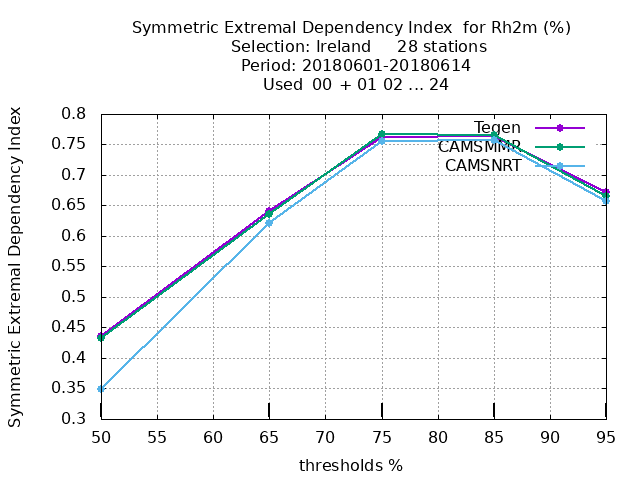 Symmetric Extremal Dependency Index for Rh2m (%)
Selection: Ireland 28 stations
Period: 20180601-20180614
Used 00 + 01 02 ... 24
Symmetric Extremal Dependency Index
0.8
0.75
0.7
0.65
0.6
0.55
0.5
0.45
0.4
0.35
0.3
Tegen
CAMSMMR
CAMSNRT
50 55 60 65 70 75 80 85 90 95
thresholds %